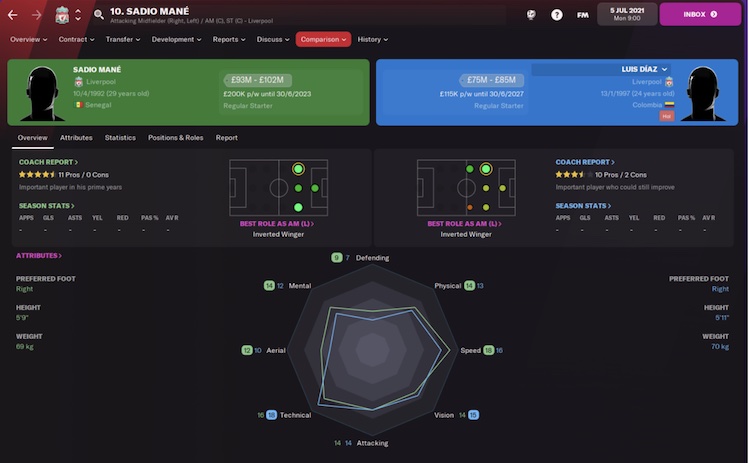 10. SADIO MANÉ
Attacking Midfielder (Right, Left) / AM (C), ST (C) - Liverpool
FM
5 JUL 2021
Mon 9:00
INBOX
Overview
Contract
Transfer
Development
Reports
Discuss
Comparison
History
SADIO MANÉ
Liverpool
10/4/1992 (29 years old)
Senegal
£93M - £102M
£200K p/w until 30/6/2023
Regular Starter
£75M - £85M
£115K p/w until 30/6/2027
Regular Starter
LUIS DÍAZ
Liverpool
13/1/1997 (24 years old)
Colombia
Overview
Attributes
Statistics
Positions & Roles
Report
COACH REPORT >
11 Pros / 0 Cons
Important player in his prime years
SEASON STATS >
APPS GLS ASTS YEL RED PAS % AV R
- - - - - - -
BEST ROLE AS AM (L) >
Inverted Winger
BEST ROLE AS AM (L) >
Inverted Winger
COACH REPORT >
10 Pros / 2 Cons
Important player who could still improve
SEASON STATS >
APPS GLS ASTS YEL RED PAS % AV R
- - - - - - -
ATTRIBUTES >
PREFERRED FOOT
Right
HEIGHT
5'9"
WEIGHT
69 kg
9 7 Defending
14 12 Mental
Physical 14 13
12 10 Aerial
Speed 18 16
16 18 Technical
Vision 14 15
14 14 Attacking
PREFERRED FOOT
Right
HEIGHT
5'11"
WEIGHT
70 kg